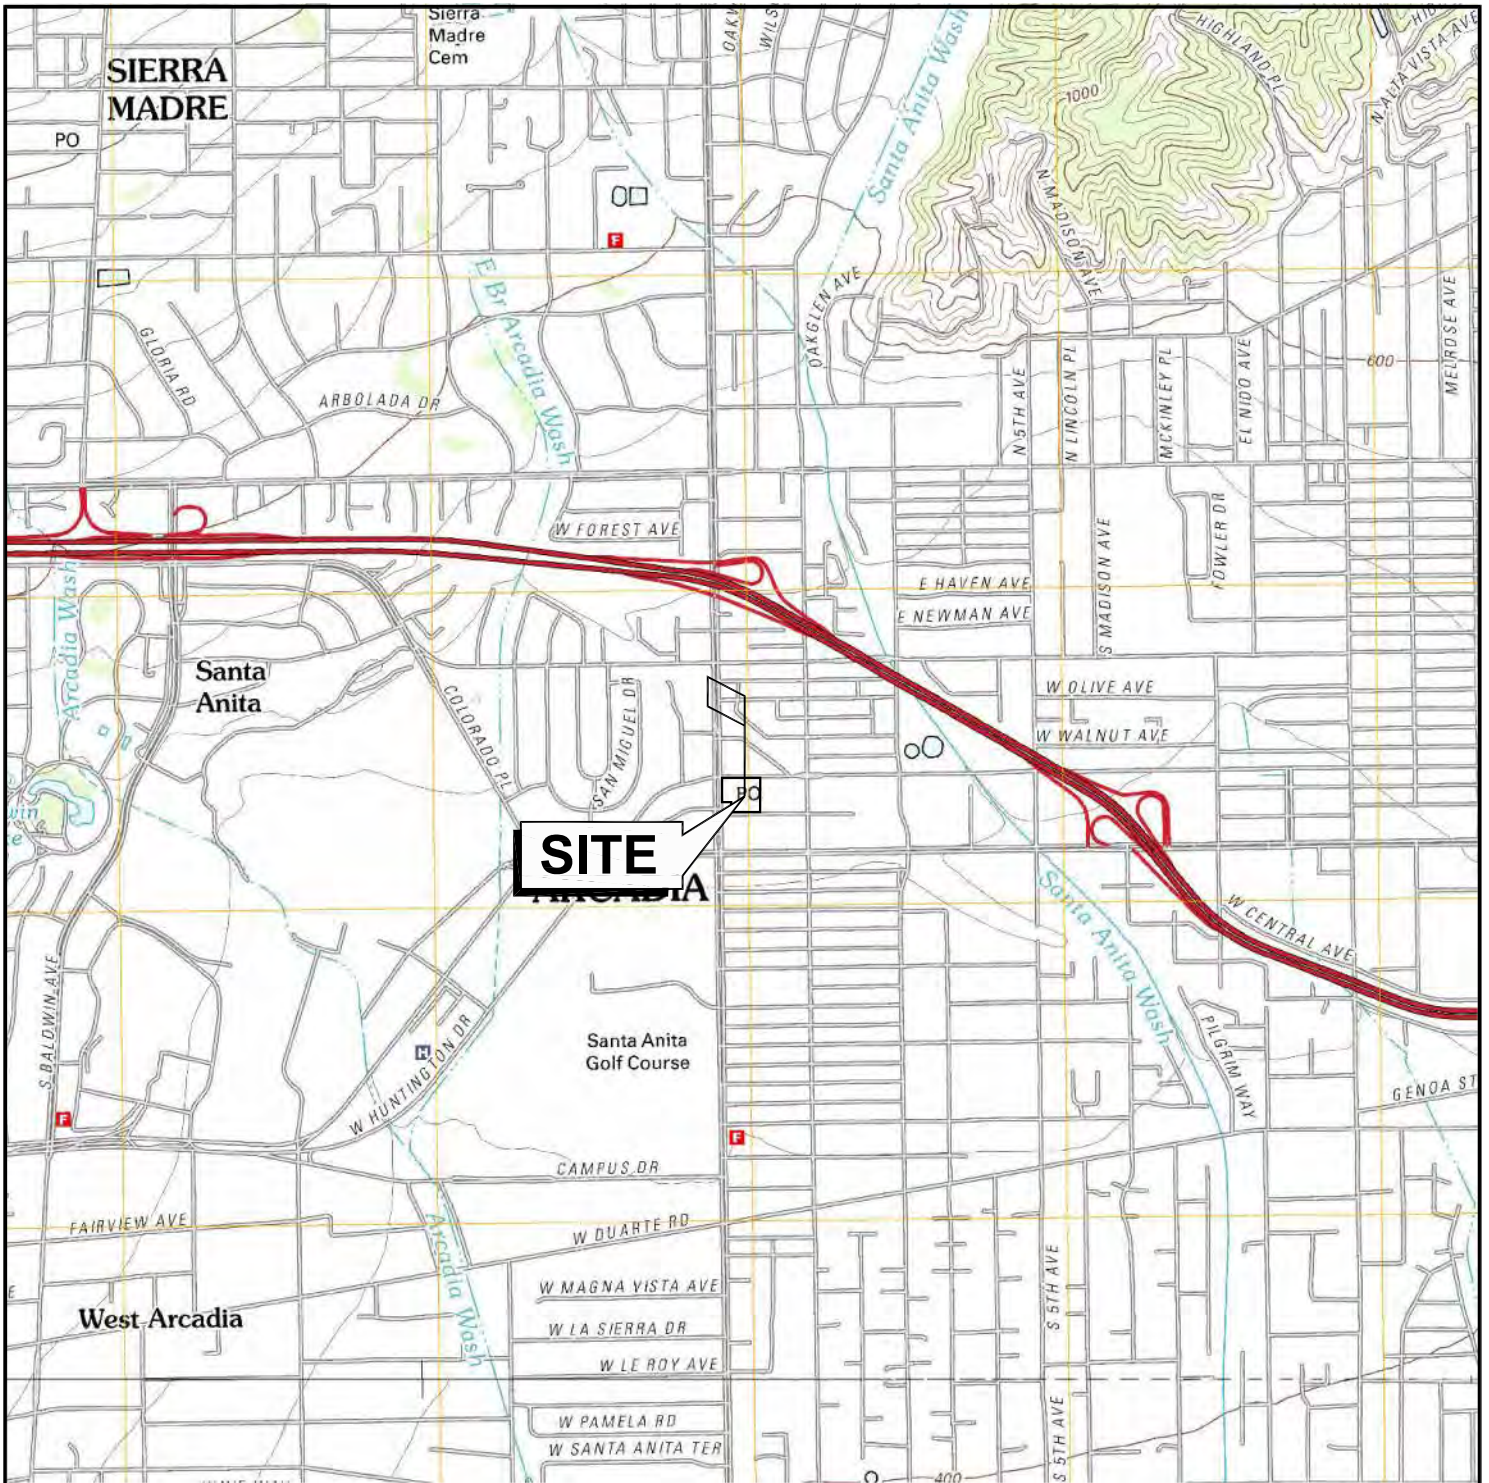 Sierra
Madre
Cem
OAKW
WILS
Santa Anita Wash
HIGHLAND PL
N ALTA VISTA AVE
SIERRA
MADRE
PO
1000
N MADISON AVE
E Br Arcadia Wash
OAKGLEN AVE
GLORIA RD
ARBOLADA DR
600
MELROSE AVE
N 5TH AVE
N LINCOLN PL
MCKINLEY PL
EL NIDO AVE
W FOREST AVE
S MADISON AVE
FOWLER DR
E HAVEN AVE
E NEWMAN AVE
Arcadia Wash
Santa
Anita
COLORADO PL
SAN MIGUEL DR
W OLIVE AVE
W WALNUT AVE
PO
SITE
ARCADIA
Santa Anita Wash
W CENTRAL AVE
S BALDWIN AVE
W HUNTINGTON DR
H
Santa Anita
Golf Course
PILGRIM WAY
GENOA ST
F
F
F
CAMPUS DR
FAIRVIEW AVE
W DUARTE RD
Arcadia Wash
W MAGNA VISTA AVE
S 5TH AVE
West Arcadia
W LA SIERRA DR
W LE ROY AVE
W PAMELA RD
W SANTA ANITA TER
S 5TH AVE
400